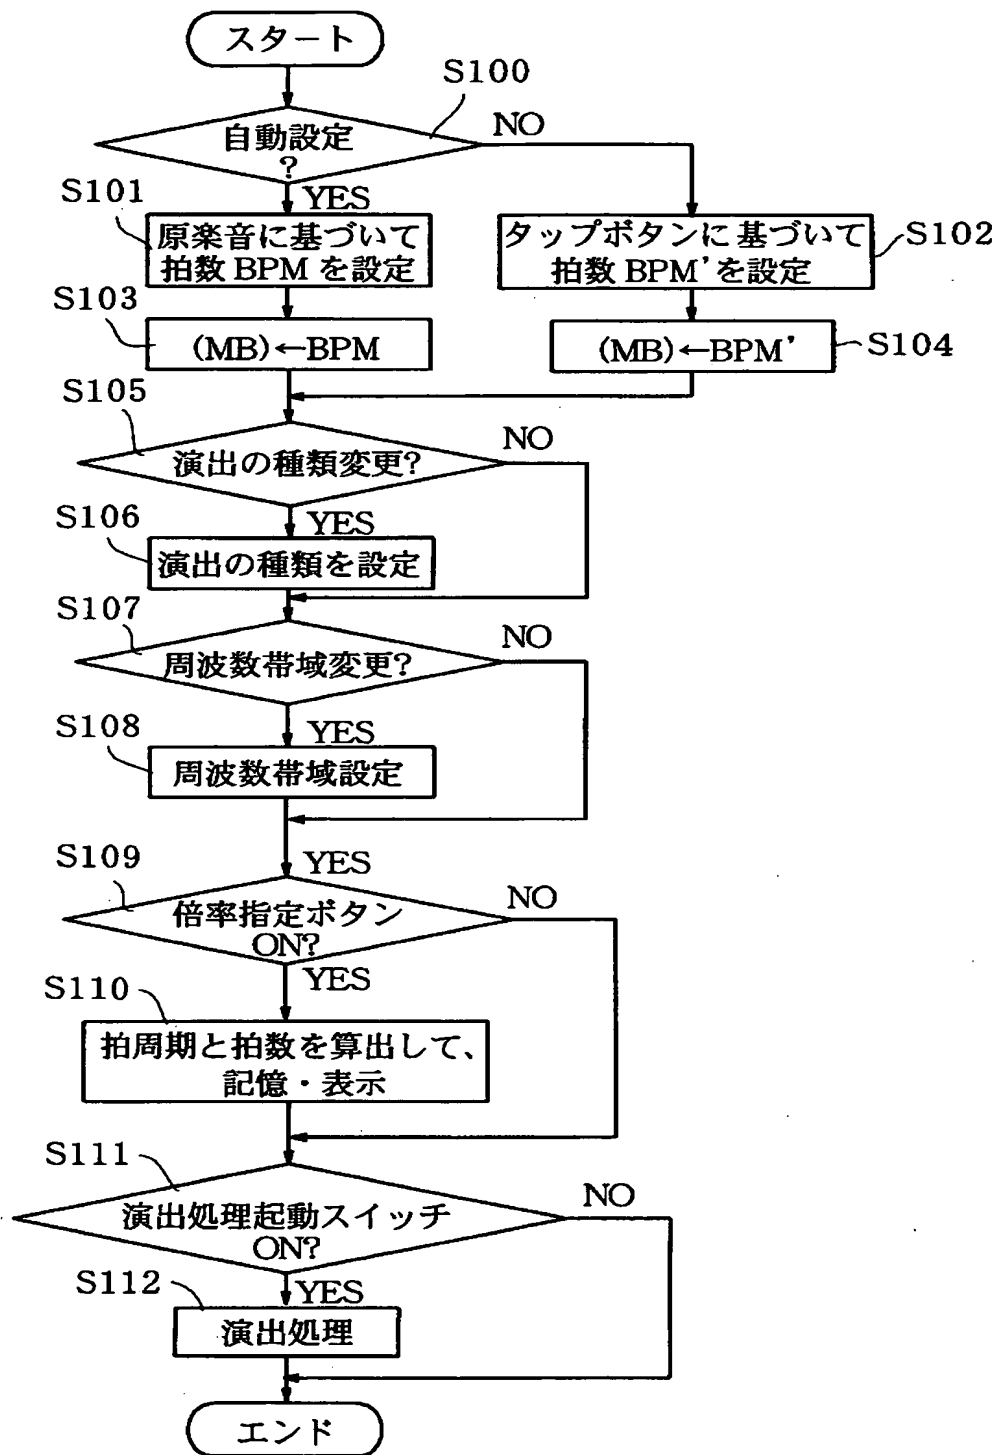 スタート
S100
自動設定
?
NO
YES
S101
原楽音に基づいて
拍数 BPM を設定
タップボタンに 基づいて
拍数 BPM'を設定
S102
S103
(MB)←BPM
(MB)←BPM'
S104
S105
演出の種類変更?
NO
YES
S106
演出の種類を設定
S107
周波数帯域変更?
NO
YES
S108
周波数帯域設定
YES
S109
倍率指定ボタン
ON?
NO
YES
S110
拍周期と拍数を算出して、
記憶・表示
S111
演出処理起動スイッチ
ON?
NO
YES
S112
演出処理
エンド